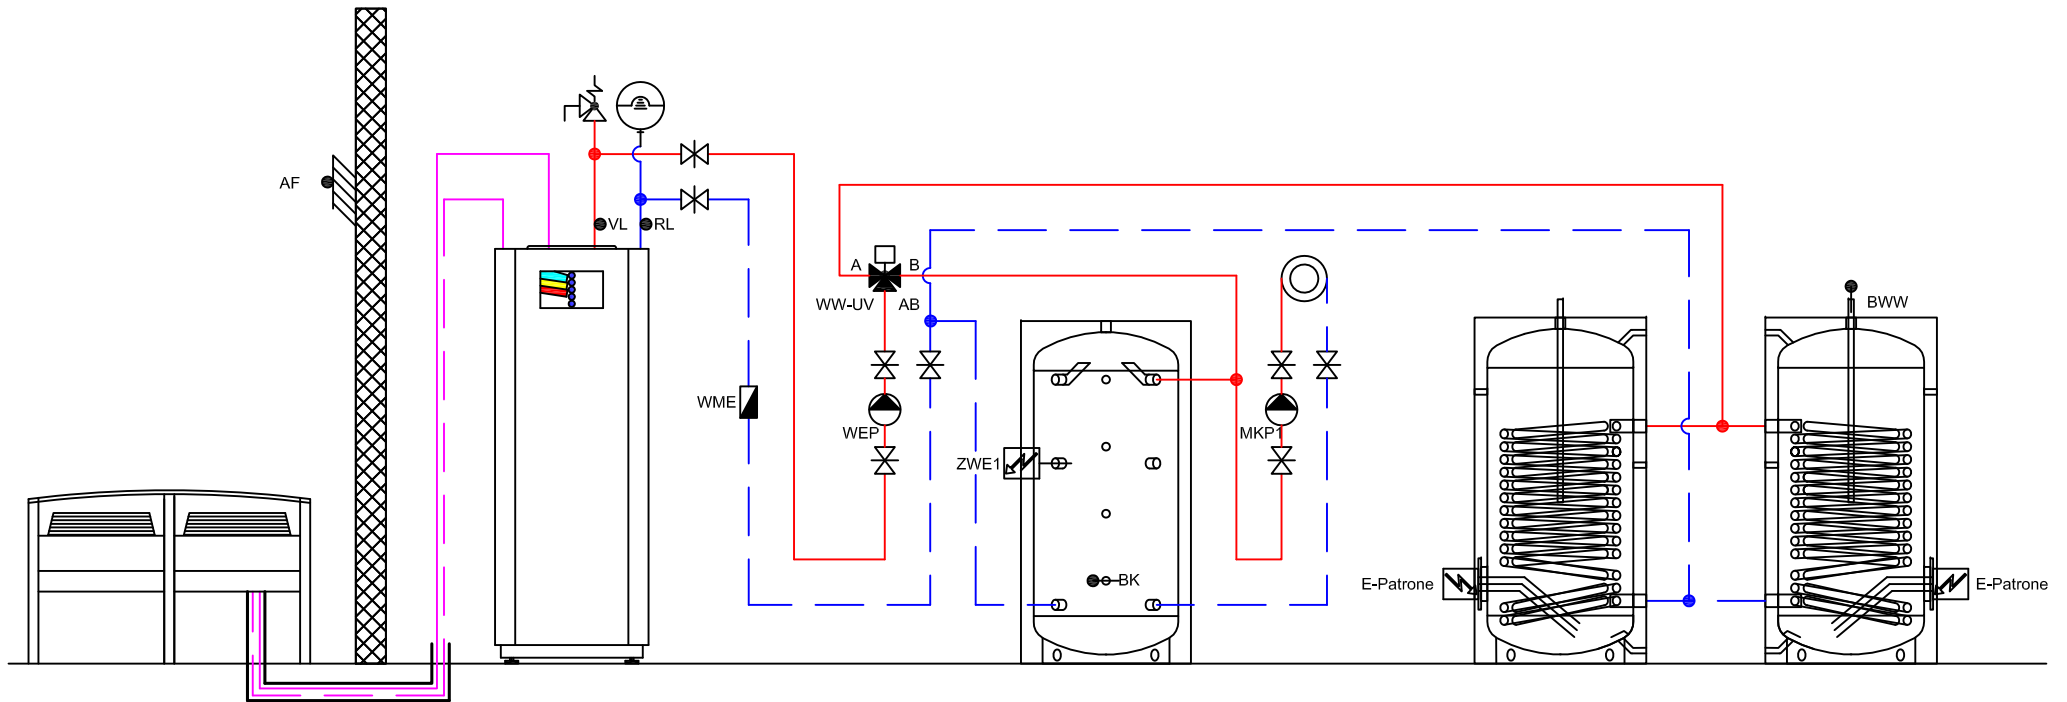 AF
VL
RL
A
B
WW-UV
AB
BWW
WME
WEP
MKP1
ZWE1
BK
E-Patrone
E-Patrone